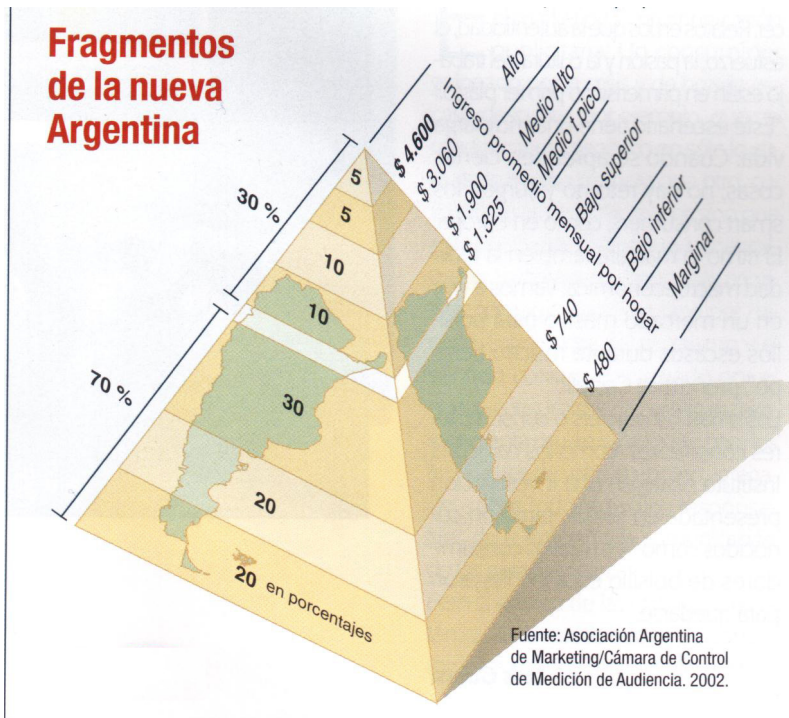 Fragmentos
de la nueva
Argentina
30 %
70 %
5
5
10
10
30
20
20 en porcentajes
Ingreso promedio mensual por hogar
$ 4.600
$ 3.060
$ 1.900
$ 1.325
$ 740
$ 480
Alto
Medio Alto
Medio t pico
Bajo superior
Bajo inferior
Marginal
Fuente: Asociación Argentina
de Marketing/Cámara de Control
de Medición de Audiencia. 2002.